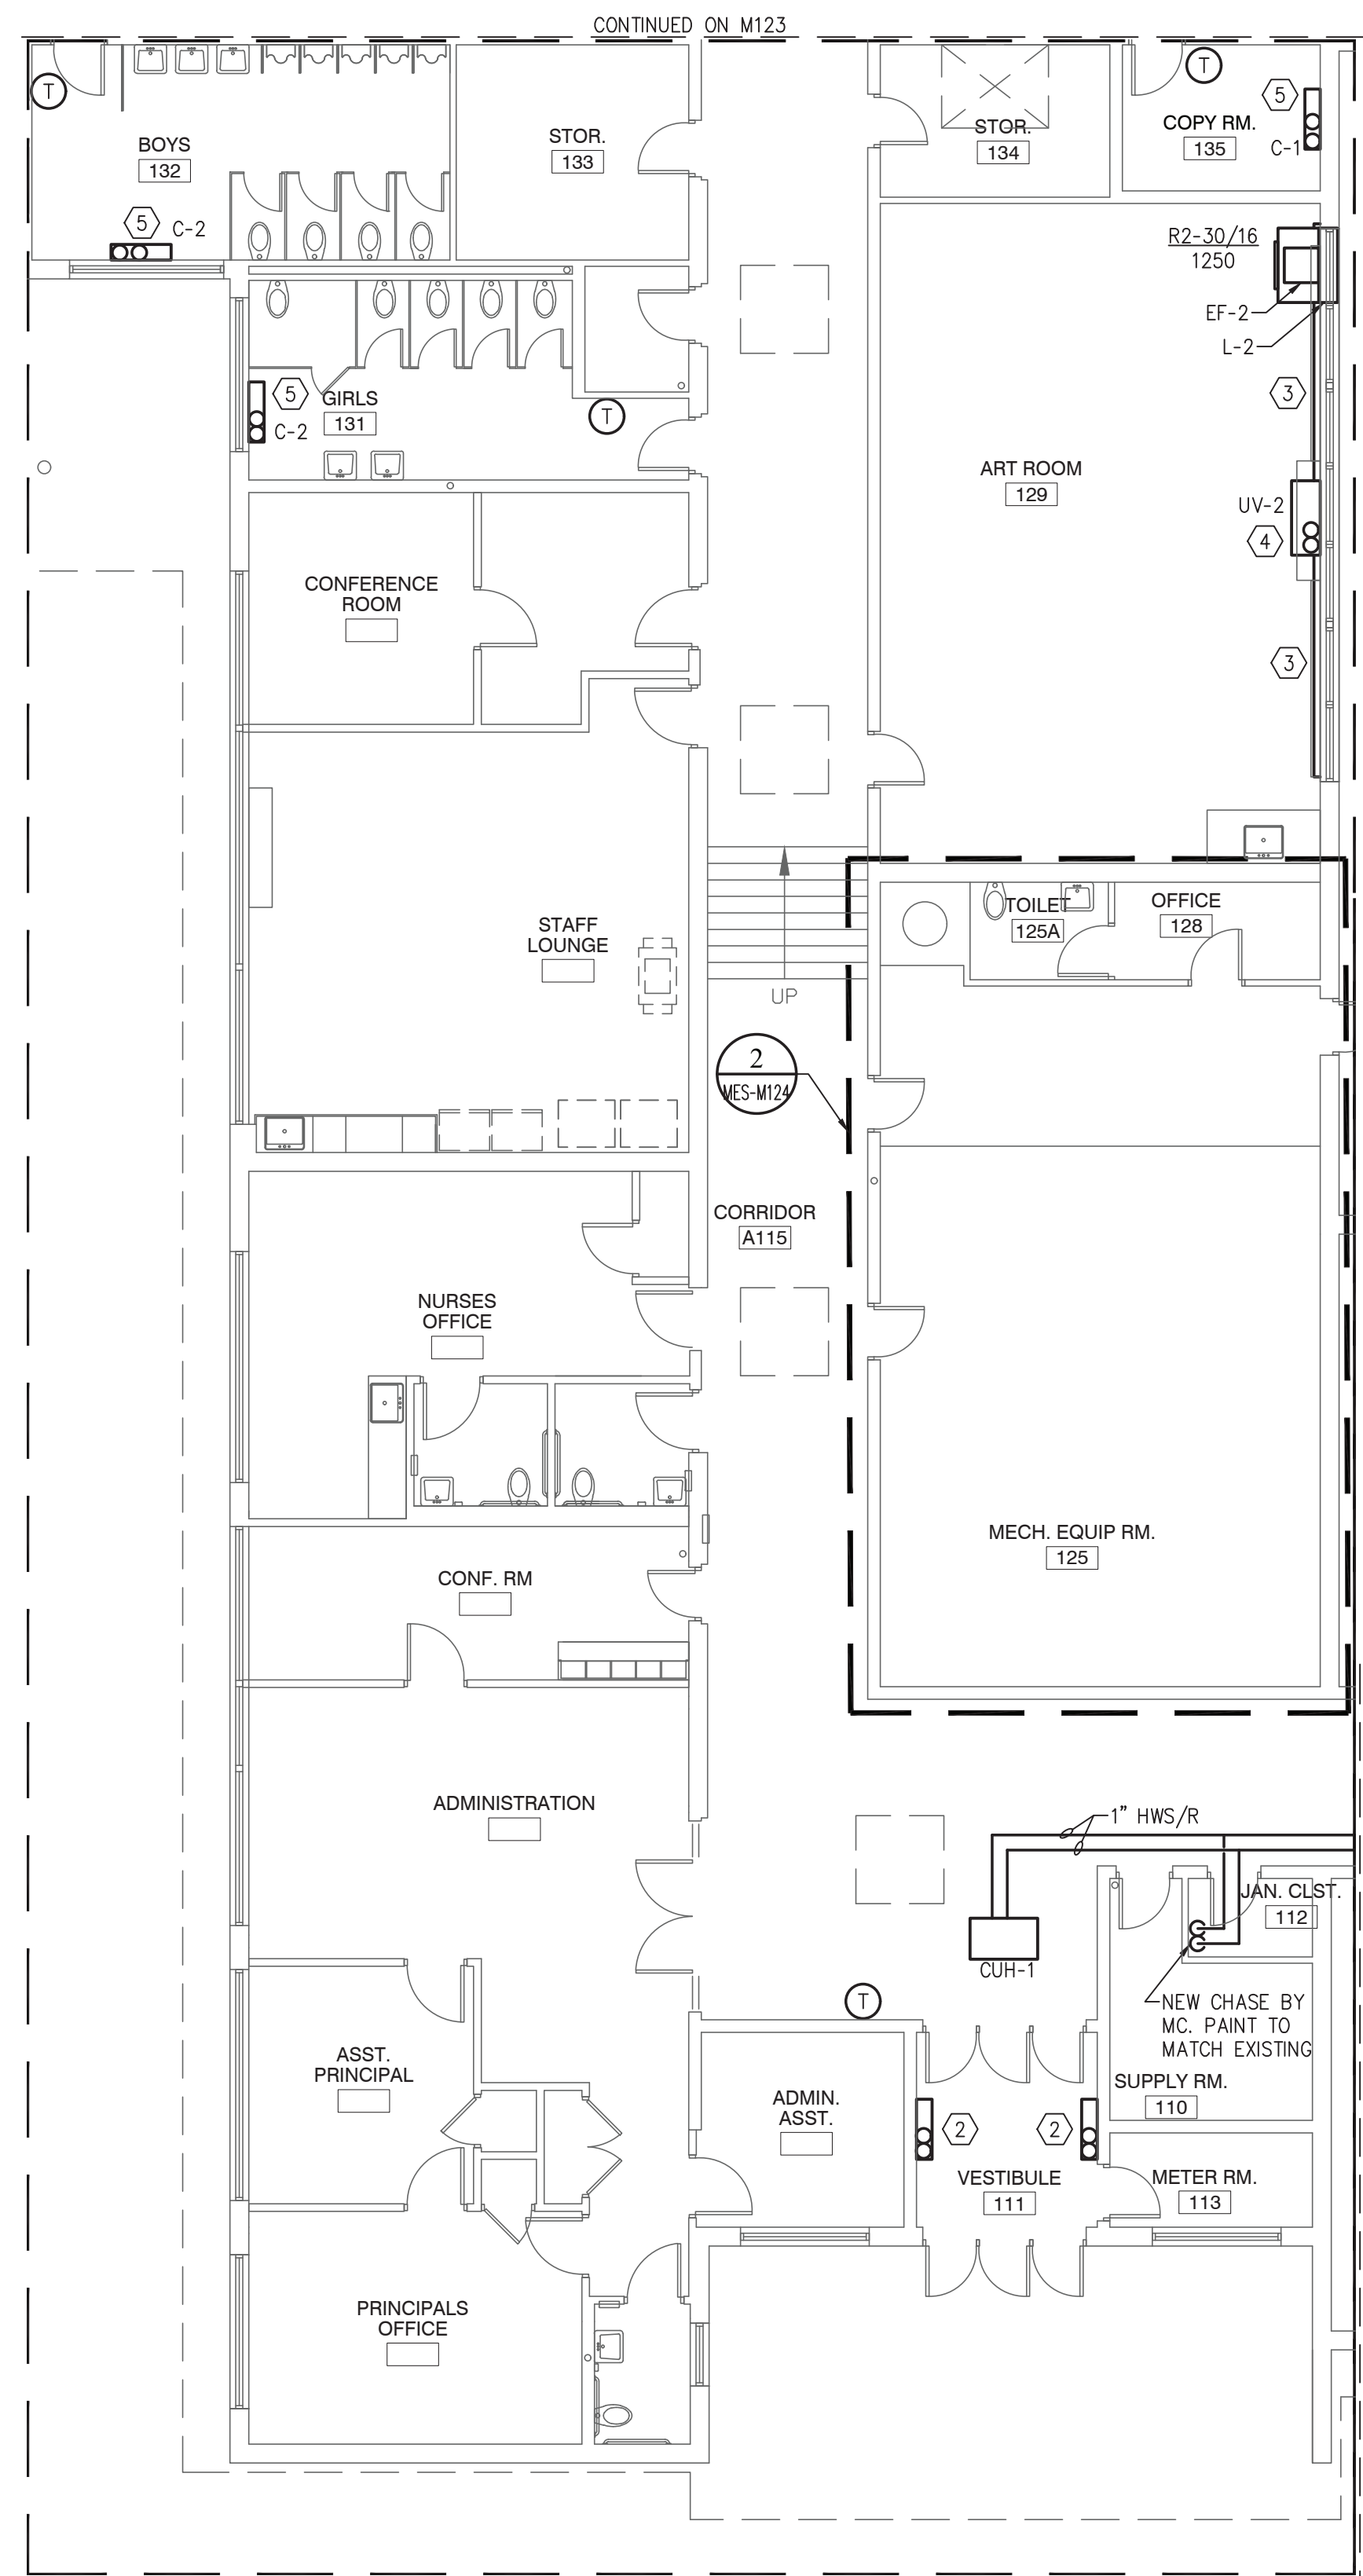 CONTINUED ON M123
T
BOYS
132
5
C-2
STOR.
133
STOR.
134
T
5
COPY RM.
135
C-1
R2-30/16
1250
EF-2
L-2
3
5
GIRLS
131
C-2
T
ART ROOM
129
UV-2
4
CONFERENCE
ROOM
3
STAFF
LOUNGE
UP
TOILET
125A
OFFICE
128
2
MES-M124
CORRIDOR
A115
NURSES
OFFICE
MECH. EQUIP RM.
125
CONF. RM
ADMINISTRATION
1" HWS/R
JAN. CLST.
112
CUH-1
T
NEW CHASE BY
MC. PAINT TO
MATCH EXISTING
ASST.
PRINCIPAL
SUPPLY RM.
110
ADMIN.
ASST.
2
2
VESTIBULE
111
METER RM.
113
PRINCIPALS
OFFICE